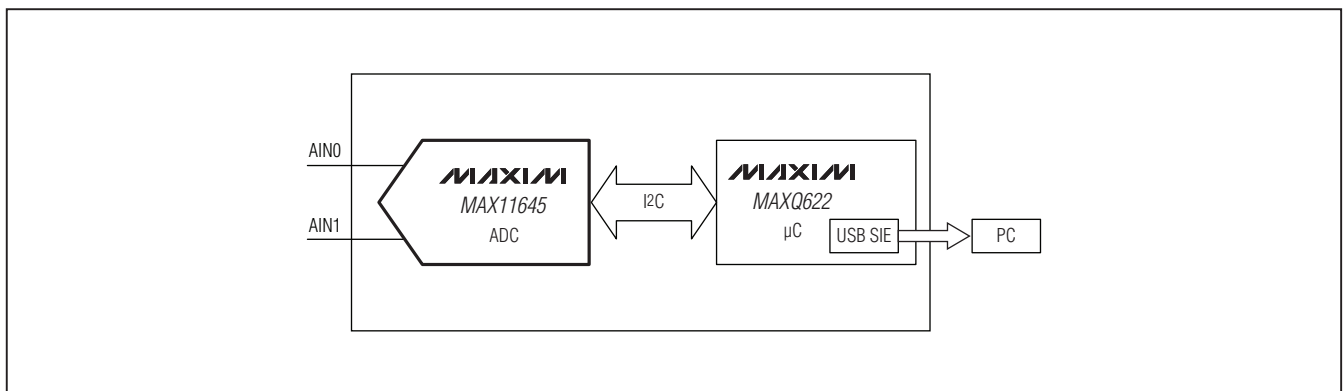 AIN0
AIN1
MAXIM
MAX11645
ADC
I2C
MAXIM
MAXQ622
µC
USB SIE
PC